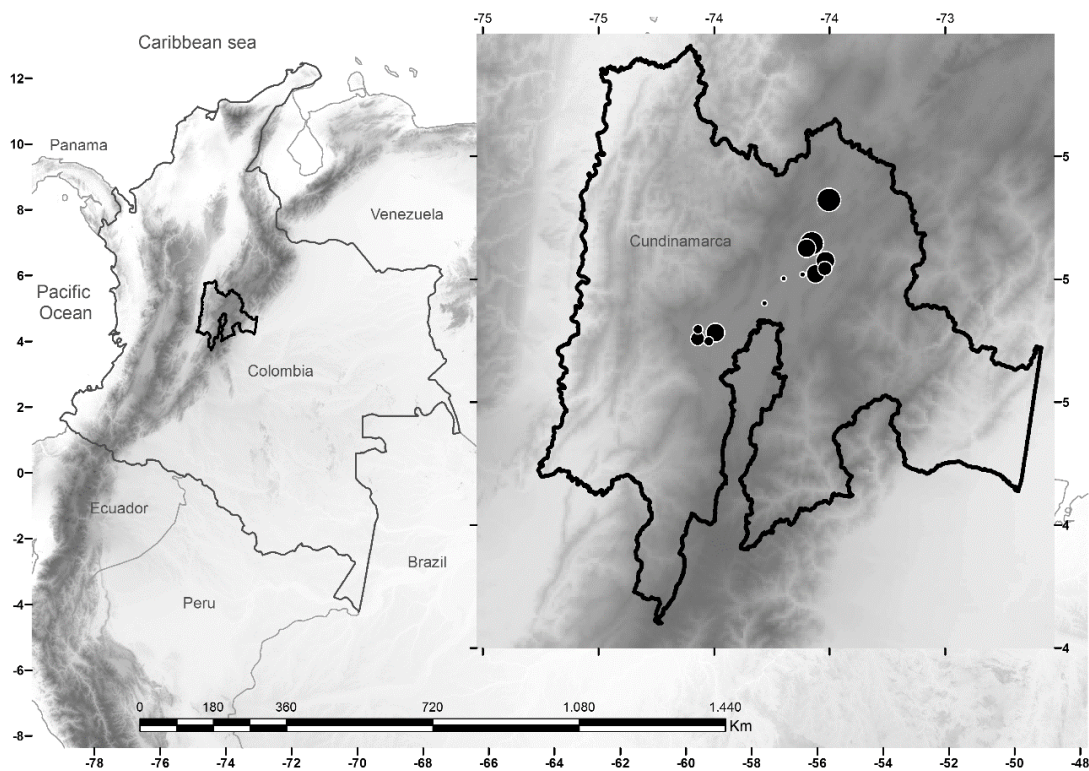 -75 -75 -74 -74 -73
Caribbean sea
12
Panama
10
5
8
Venezuela
Cundinamarca
6
5
Pacific
Ocean
4
Colombia
2
5
0
Ecuador
-2
4
Brazil
Peru
-4
4
-6
0 180 360 720 1.080 1.440
Km
-8
-78 -76 -74 -72 -70 -68 -66 -64 -62 -60 -58 -56 -54 -52 -50 -48